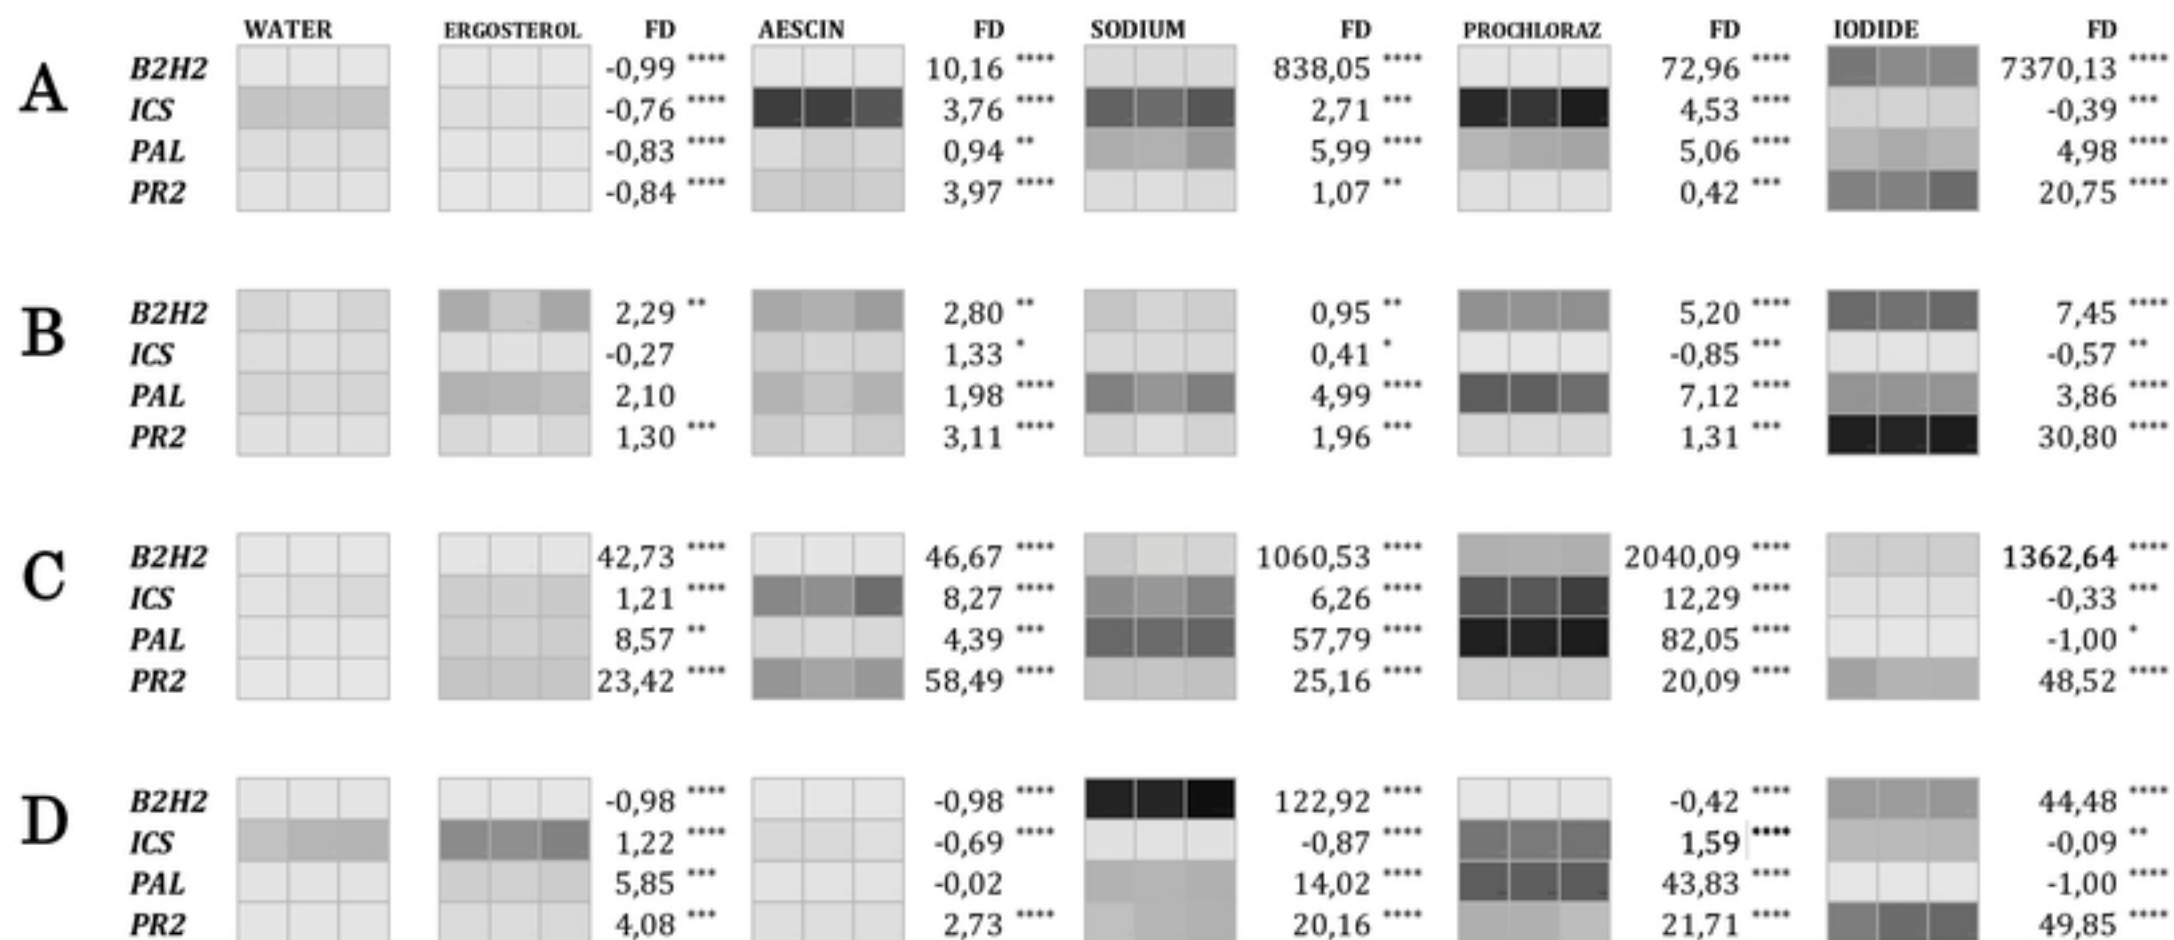 WATER ERGOSTEROL FD AESCIN FD SODIUM FD PROCHLORAZ FD IODIDE FD
A
B2H2 -0,99 **** 10,16 **** 838,05 **** 72,96 **** 7370,13 ****
ICS -0,76 **** 3,76 **** 2,71 *** 4,53 **** -0,39 ***
PAL -0,83 **** 0,94 ** 5,99 **** 5,06 **** 4,98 ****
PR2 -0,84 **** 3,97 **** 1,07 ** 0,42 *** 20,75 ****
B
B2H2 2,29 ** 2,80 ** 0,95 ** 5,20 **** 7,45 ****
ICS -0,27 1,33 * 0,41 * -0,85 *** -0,57 **
PAL 2,10 1,98 **** 4,99 **** 7,12 **** 3,86 ****
PR2 1,30 *** 3,11 **** 1,96 *** 1,31 *** 30,80 ****
C
B2H2 42,73 **** 46,67 **** 1060,53 **** 2040,09 **** 1362,64 ****
ICS 1,21 **** 8,27 **** 6,26 **** 12,29 **** -0,33 ***
PAL 8,57 ** 4,39 *** 57,79 **** 82,05 **** -1,00 *
PR2 23,42 **** 58,49 **** 25,16 **** 20,09 **** 48,52 ****
D
B2H2 -0,98 **** -0,98 **** 122,92 **** -0,42 **** 44,48 ****
ICS 1,22 **** -0,69 **** -0,87 **** 1,59 **** -0,09 **
PAL 5,85 *** -0,02 14,02 **** 43,83 **** -1,00 ****
PR2 4,08 *** 2,73 **** 20,16 **** 21,71 **** 49,85 ****